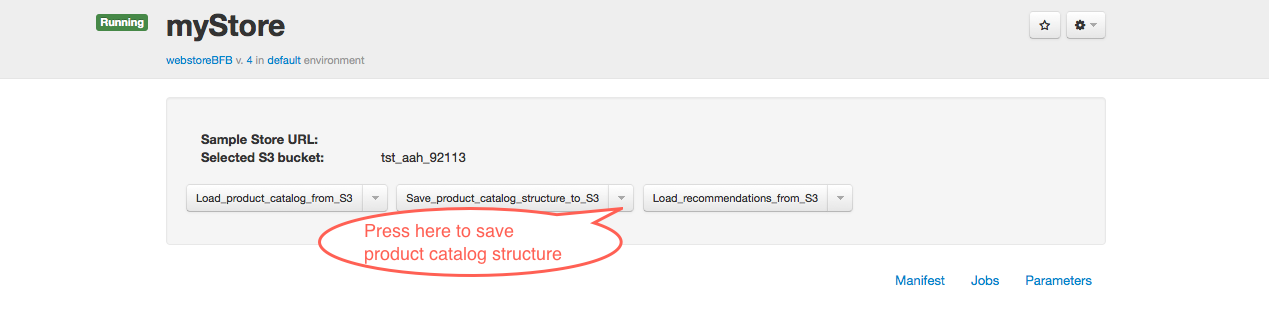 Running
myStore
webstoreBFB v. 4 in default environment
Sample Store URL:
Selected S3 bucket: tst_aah_92113
Load_product_catalog_from_S3
Save_product_catalog_structure_to_S3
Load_recommendations_from_S3
Press here to save
product catalog structure
Manifest
Jobs
Parameters